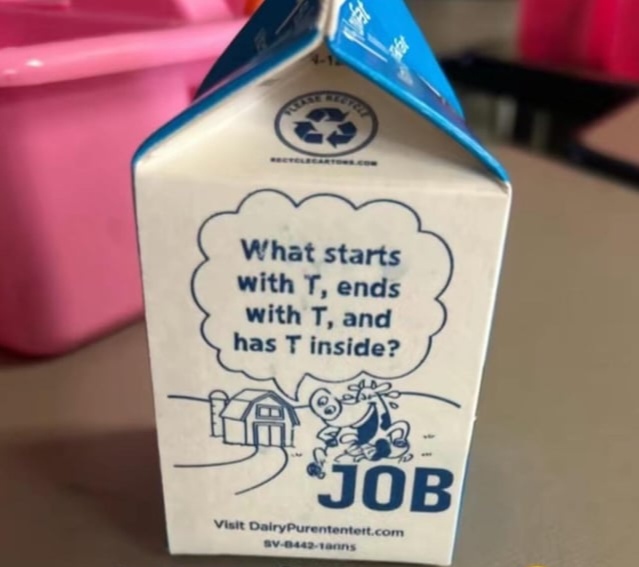 PLEASE RECYCLE
RECYCLECARTONS.COM
What starts
with T, ends
with T, and
has T inside?
JOB
Visit DairyPurententett.com